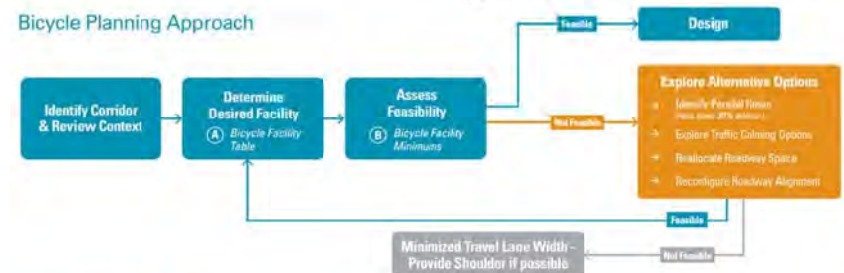 Bicycle Planning Approach
Feasible
Design
Identify Corridor
& Review Context
Determine
Desired Facility
A Bicycle Facility
Table
Assess
Feasibility
B Bicycle Facility
Minimums
Not Feasible
Explore Alternative Options
→ Identify Parallel Route
→ Explore Traffic Calming Options
→ Reallocate Roadway Space
→ Reconfigure Roadway Alignment
Feasible
Minimized Travel Lane Width -
Provide Shoulder if possible
Not Feasible